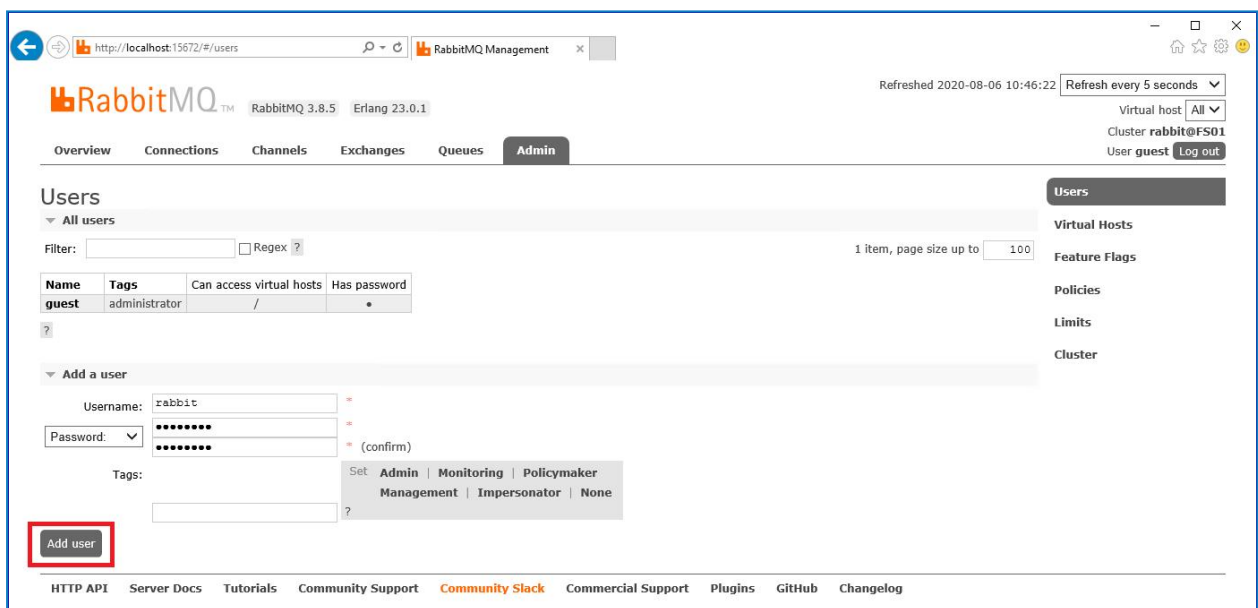 http://localhost:15672/#/users
RabbitMQ Management
RabbitMQ TM RabbitMQ 3.8.5 Erlang 23.0.1
Refreshed 2020-08-06 10:46:22 Refresh every 5 seconds
Virtual host All
Cluster rabbit@FS01
User guest Log out
Overview Connections Channels Exchanges Queues Admin
Users
All users
Filter: Regex ? 1 item, page size up to 100
Name Tags Can access virtual hosts Has password
guest administrator / •
?
Add a user
Username: rabbit *
Password: •••••••• *
•••••••• * (confirm)
Tags: Set Admin | Monitoring | Policymaker
Management | Impersonator | None
?
Add user
Users
Virtual Hosts
Feature Flags
Policies
Limits
Cluster
HTTP API Server Docs Tutorials Community Support Community Slack Commercial Support Plugins GitHub Changelog